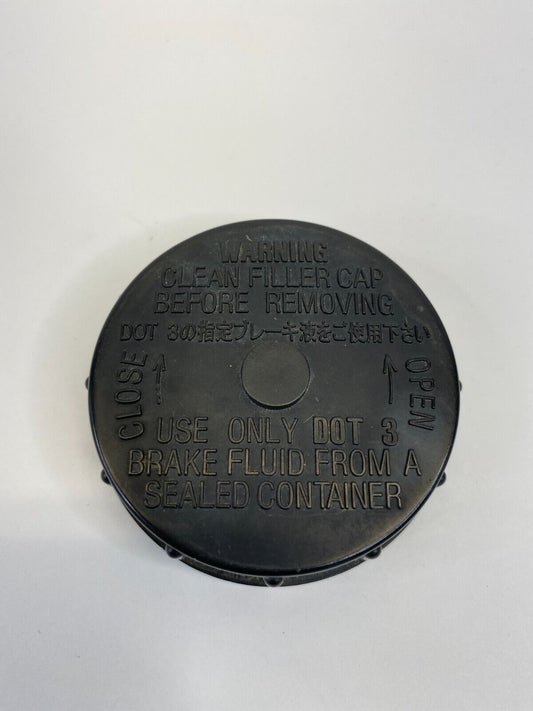 WARNING
CLEAN FILLER CAP
BEFORE REMOVING
DOT 3の指定ブレーキ液をご使用下さい
CLOSE
OPEN
USE ONLY DOT 3
BRAKE FLUID FROM A
SEALED CONTAINER